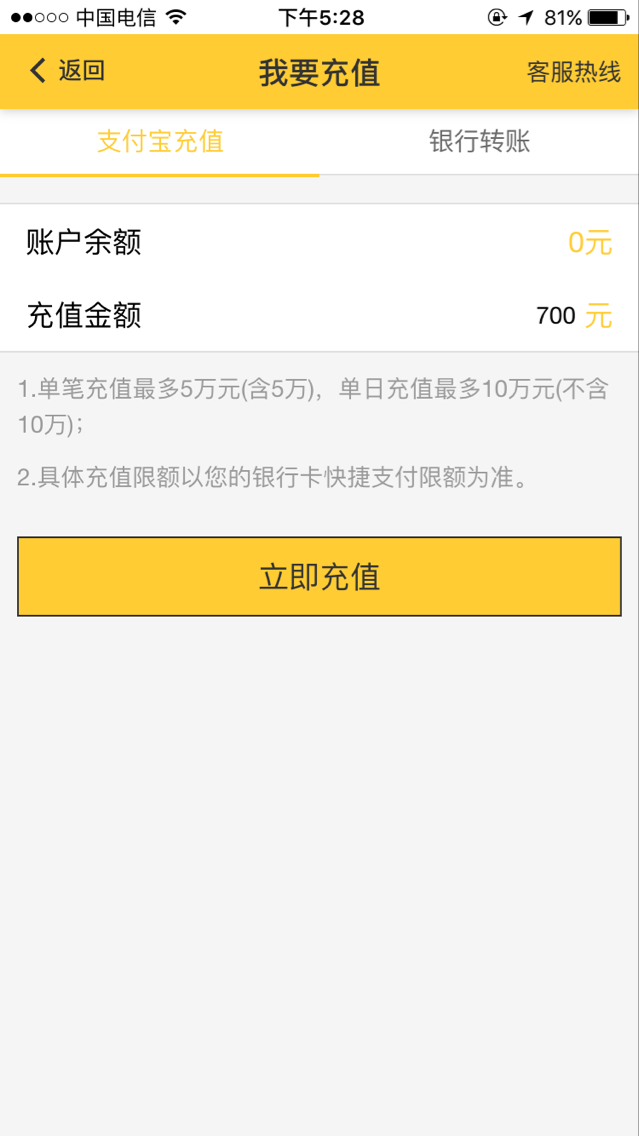 中国电信 下午5:28 81%
返回 我要充值 客服热线
支付宝充值 银行转账
账户余额 0元
充值金额 700 元
1.单笔充值最多5万元(含5万)，单日充值最多10万元(不含
10万)；
2.具体充值限额以您的银行卡快捷支付限额为准。
立即充值